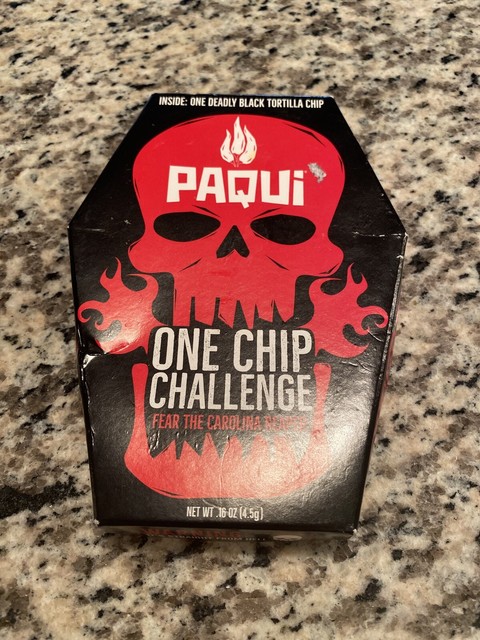 INSIDE: ONE DEADLY BLACK TORTILLA CHIP
PAQUI
ONE CHIP
CHALLENGE
FEAR THE CAROLINA
NET WT .16 OZ (4.5g)